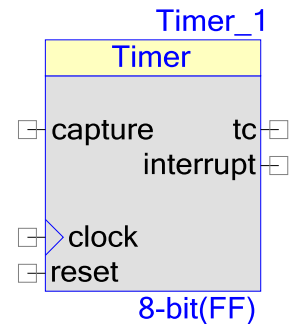 Timer_1
Timer
capture
tc
interrupt
clock
reset
8-bit(FF)